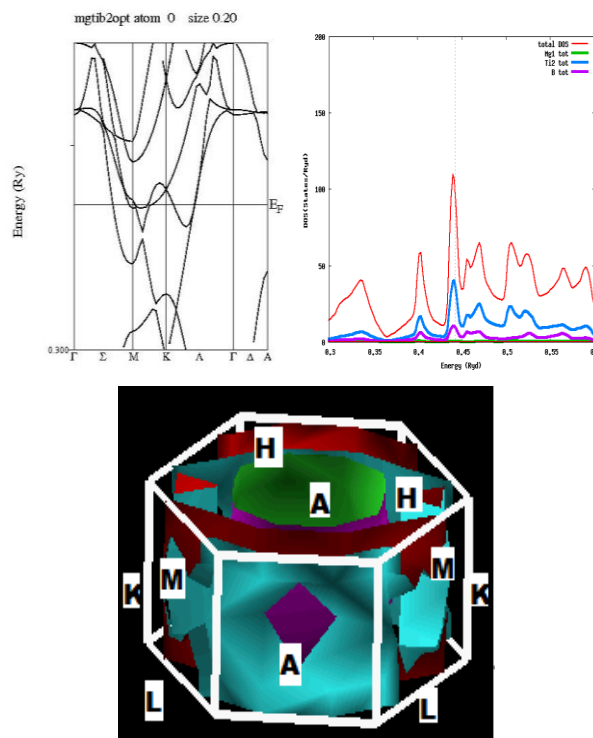 mgtib2opt atom 0 size 0.20
Energy (Ry)
E_F
0.300
Γ Σ M K Λ Γ Δ A
DOS(States/Ryd)
200
150
100
50
0
total DOS
Mg1 tot
Ti2 tot
B tot
0.3 0.35 0.4 0.45 0.5 0.55 0.6
Energy (Ryd)
H
A
H
M
M
K
K
A
L
L